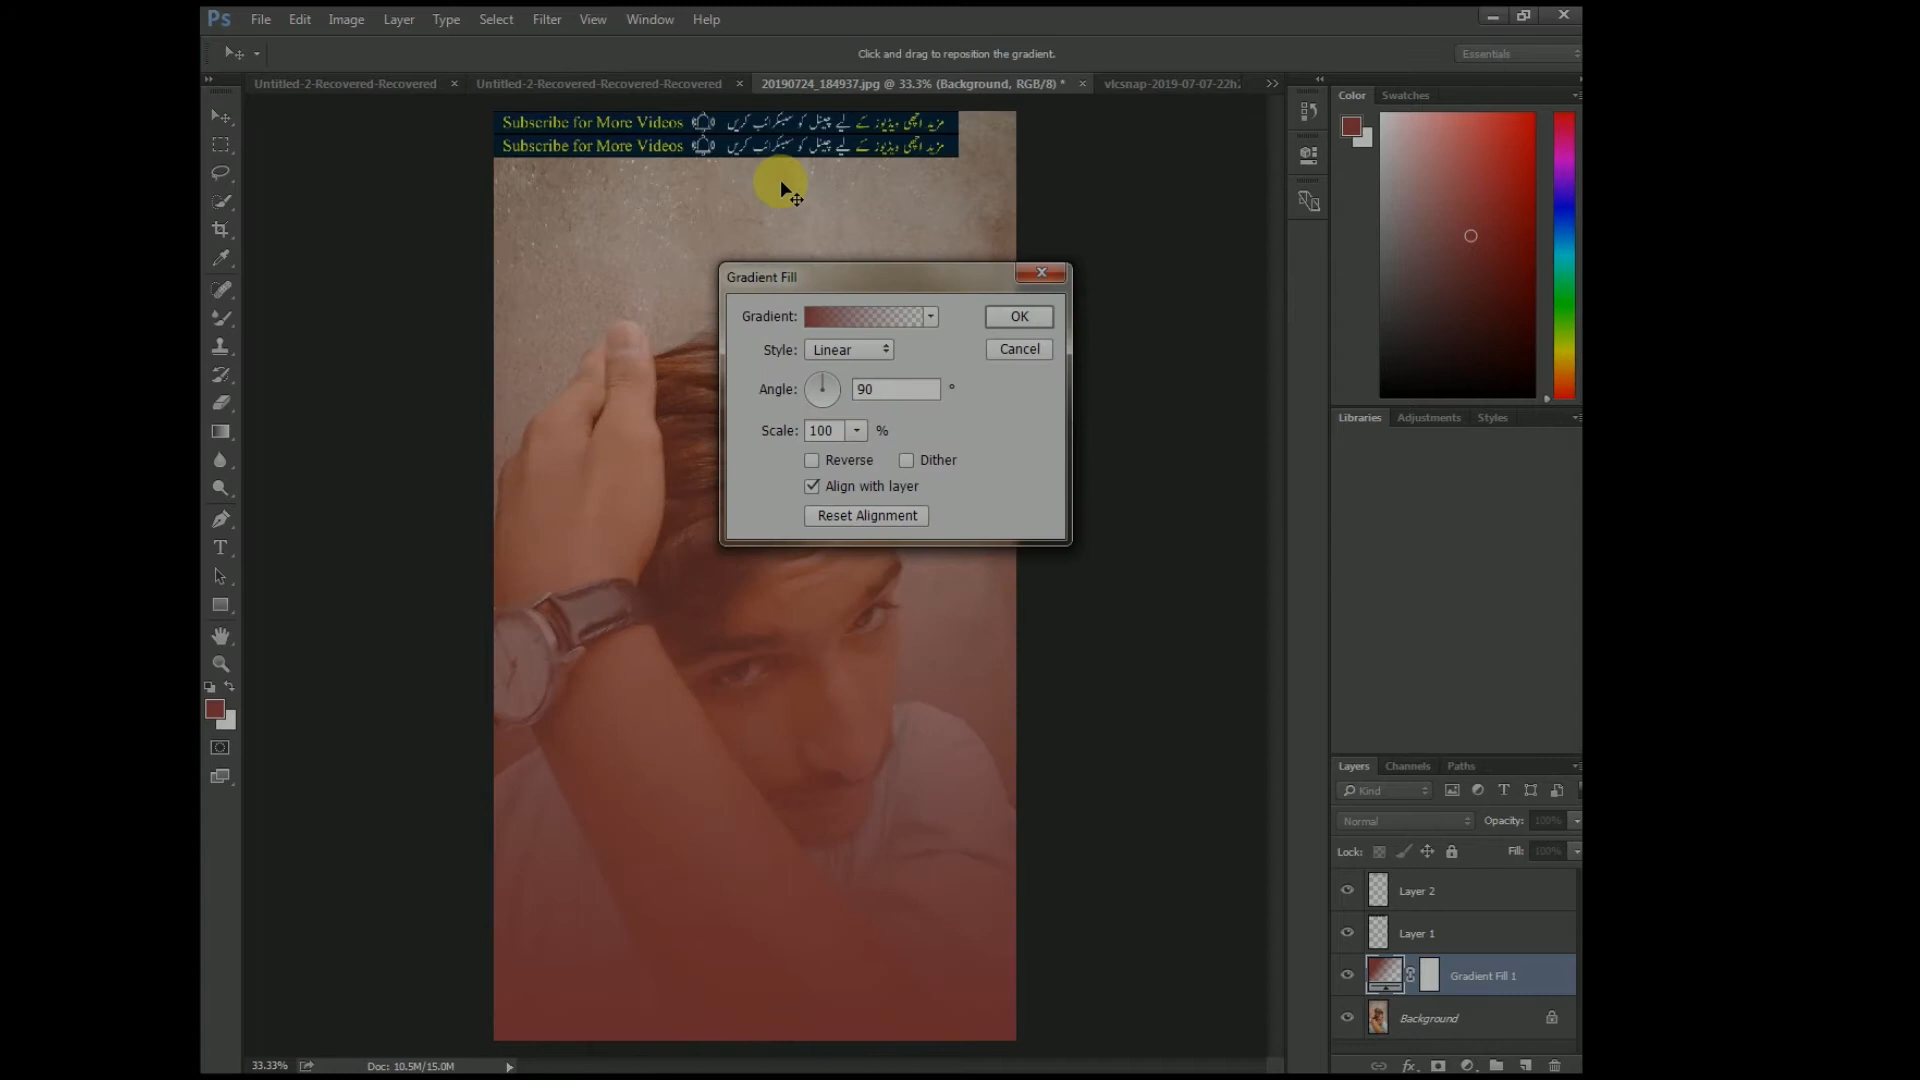 Ps File Edit Image Layer Type Select Filter View Window Help
Click and drag to reposition the gradient.
Essentials
Untitled-2-Recovered-Recovered × Untitled-2-Recovered-Recovered × 20190724_184937.jpg @ 33.3% (Background, RGB/8) * × vlcsnap-2019-07-07-22h
Color Swatches
Subscribe for More Videos مزید اچھی ویڈیوز کے لیے چینل کو سبسکرائب کریں
Subscribe for More Videos مزید اچھی ویڈیوز کے لیے چینل کو سبسکرائب کریں
Gradient Fill
Gradient: OK
Style: Linear Cancel
Angle: 90 °
Scale: 100 %
Reverse Dither
Align with layer
Reset Alignment
Libraries Adjustments Styles
Layers Channels Paths
Kind
Normal Opacity: 100%
Lock: Fill: 100%
Layer 2
Layer 1
Gradient Fill 1
Background
33.33% Doc: 10.5M/15.0M